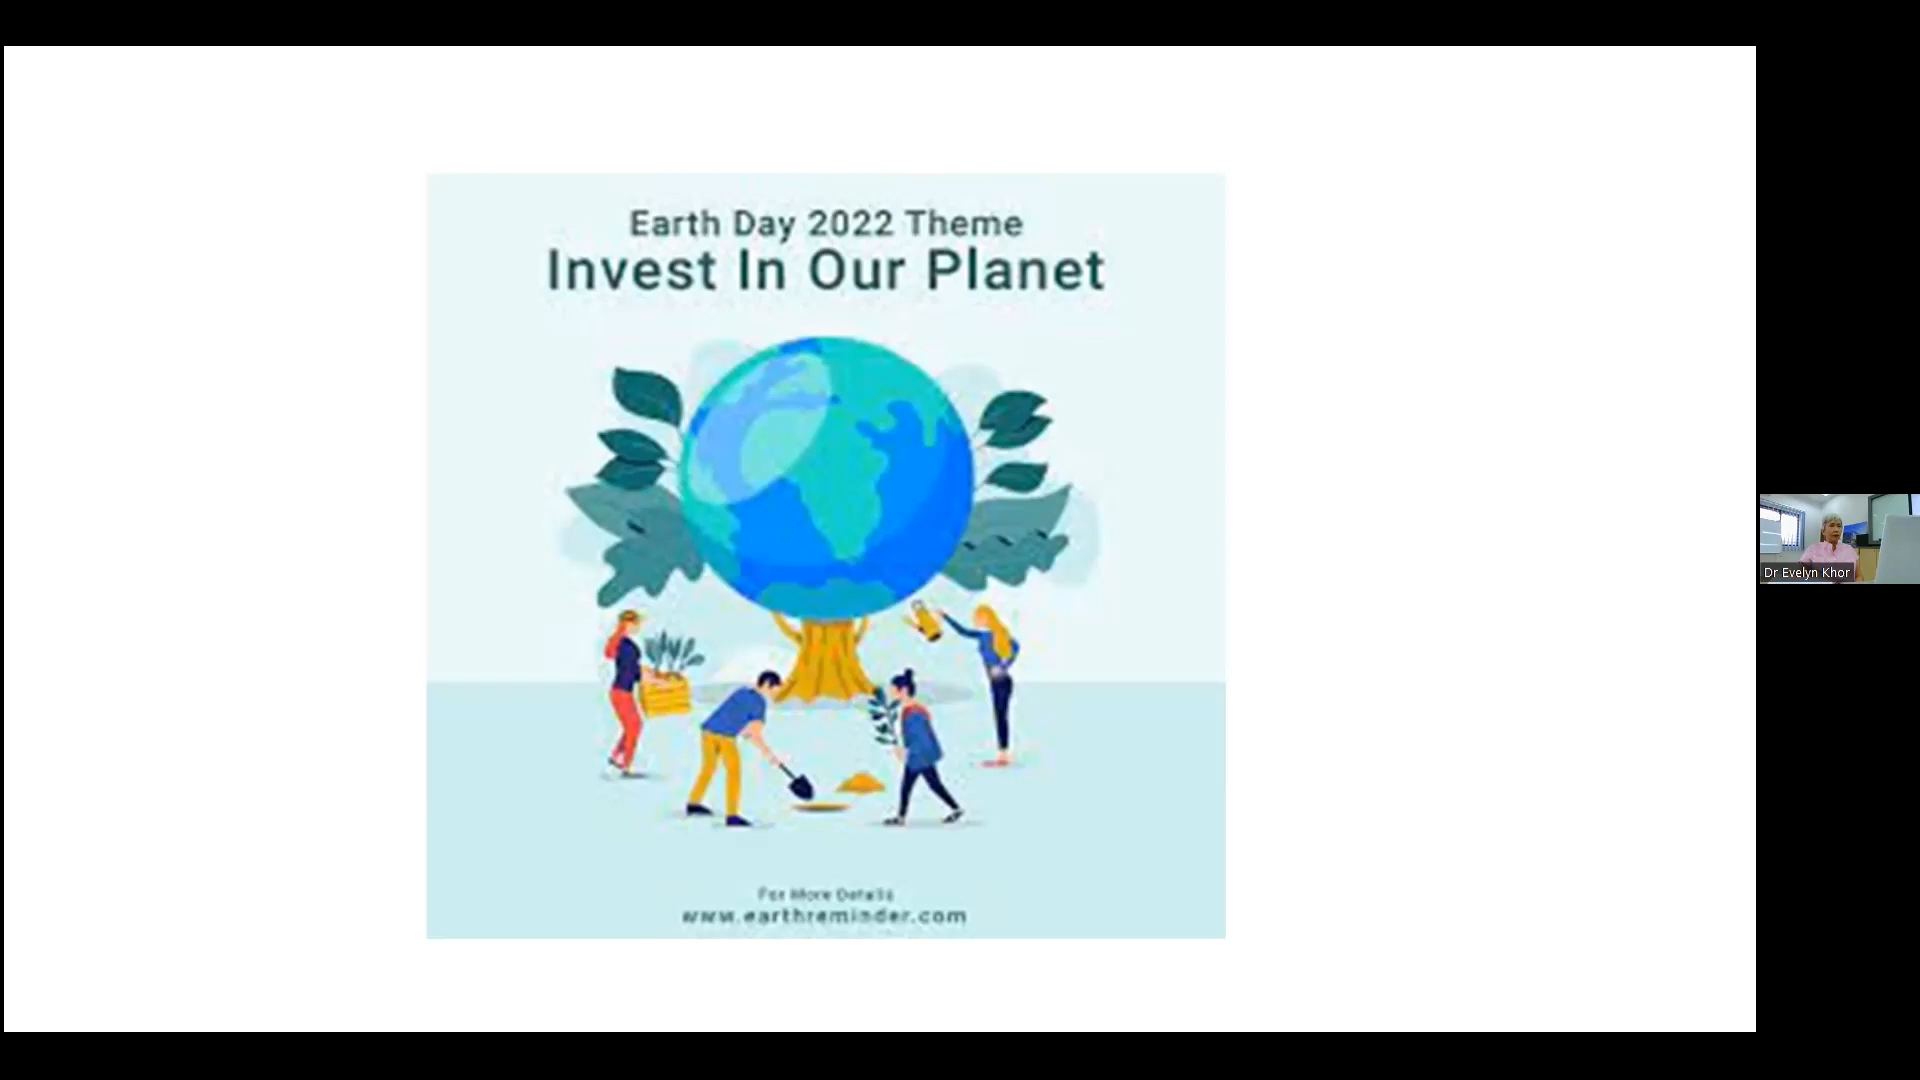 Earth Day 2022 Theme
Invest In Our Planet
For More Details
www.earthreminder.com
Dr Evelyn Khor